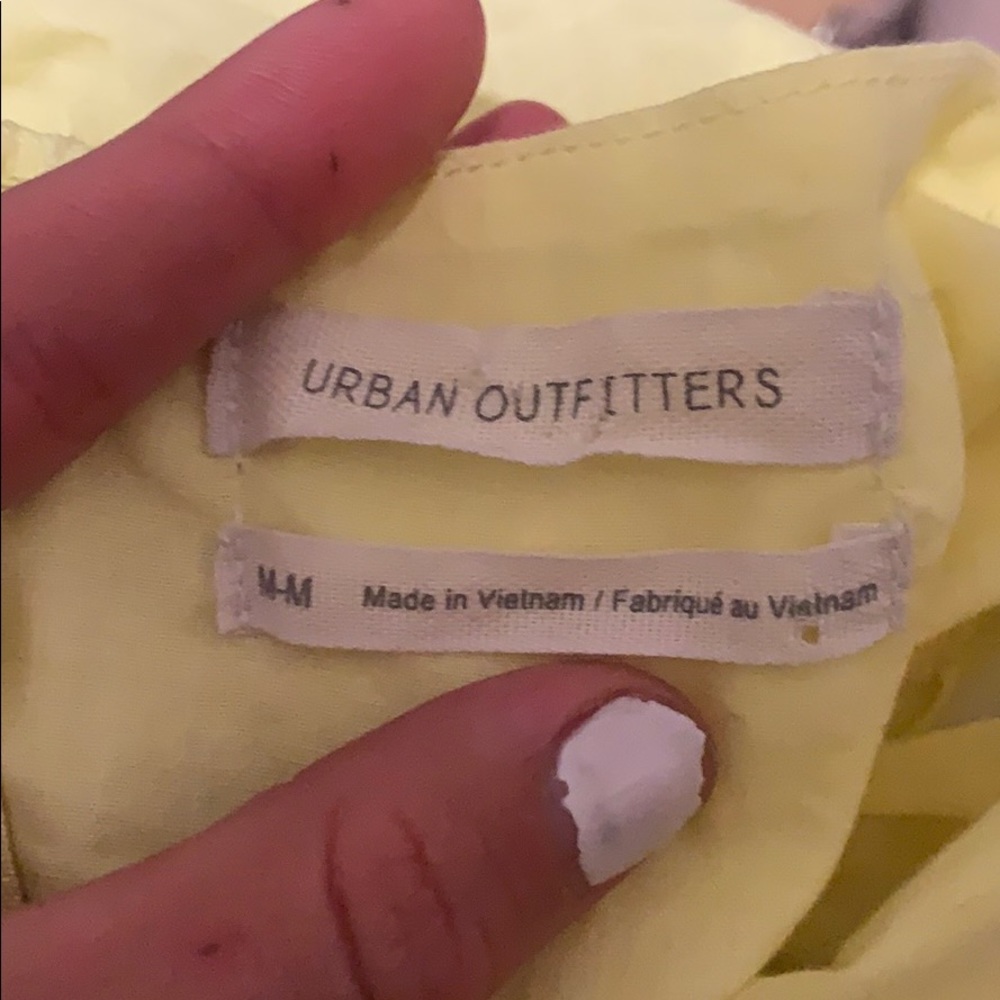 URBAN OUTFITTERS
M-M Made in Vietnam / Fabriqué au Vietnam